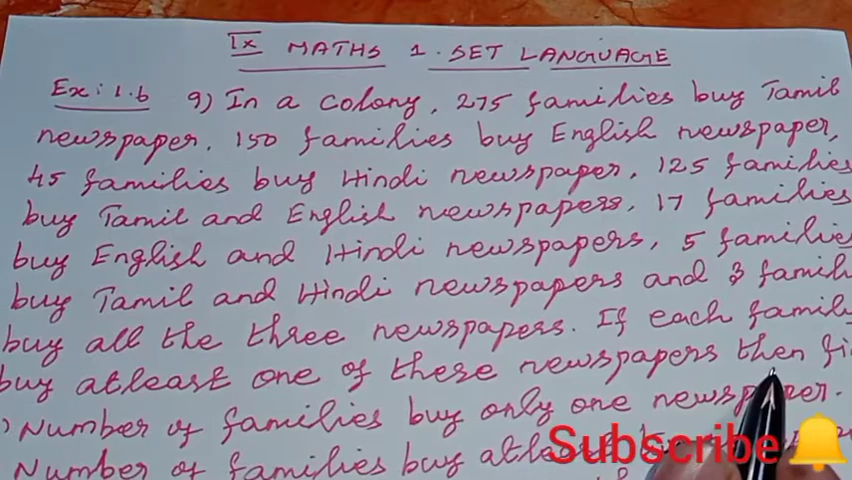 IX MATHS 1. SET LANGUAGE
Ex: 1.6 9) In a colony, 275 families buy Tamil
newspaper, 150 families buy English newspaper,
45 families buy Hindi newspaper, 125 families
buy Tamil and English newspapers, 17 families
buy English and Hindi newspapers, 5 families
buy Tamil and Hindi newspapers and 3 famili
buy all the three newspapers. If each family
buy atleast one of these newspapers then fi
) Number of families buy only one newspaper.
Number of families buy atleast
Subscribe